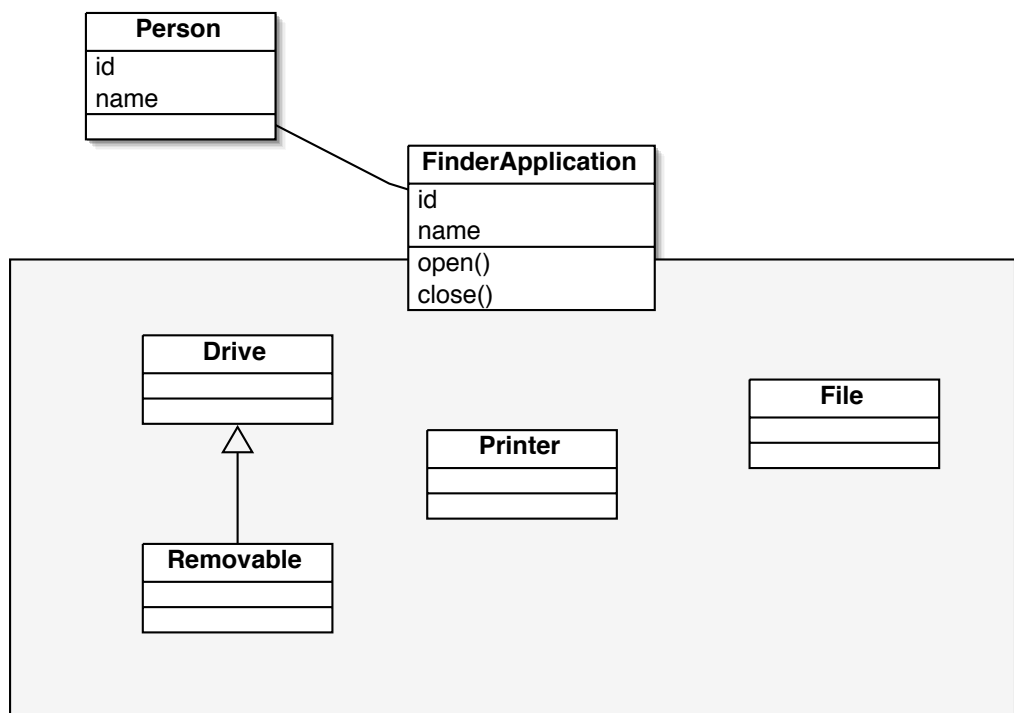 Person
id
name
FinderApplication
id
name
open()
close()
Drive
File
Printer
Removable